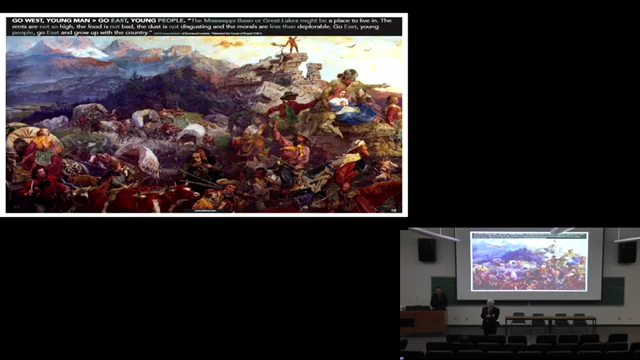 GO WEST, YOUNG MAN > GO EAST, YOUNG PEOPLE. "The Mississippi Basin or Great Lakes might be a place to live in. The
rents are not so high, the food is not bad, the dust is not disgusting and the morals are less than deplorable. Go East, young
people, go East and grow up with the country."